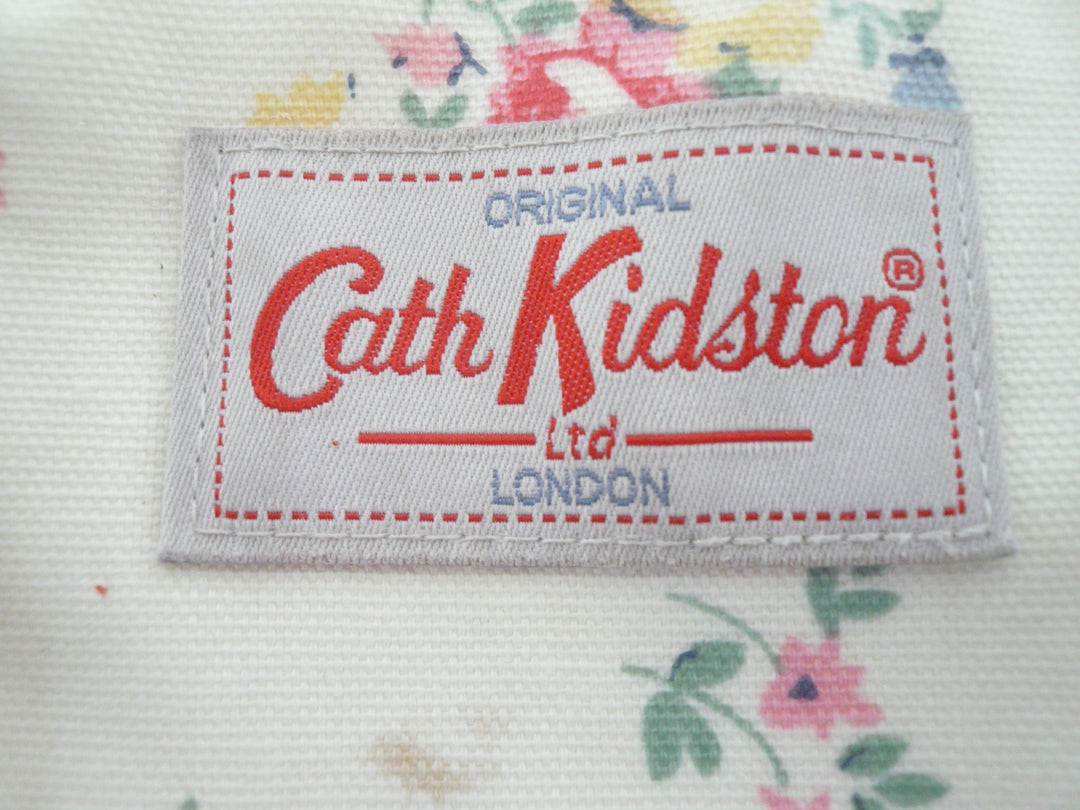 ORIGINAL
Cath Kidston®
Ltd
LONDON